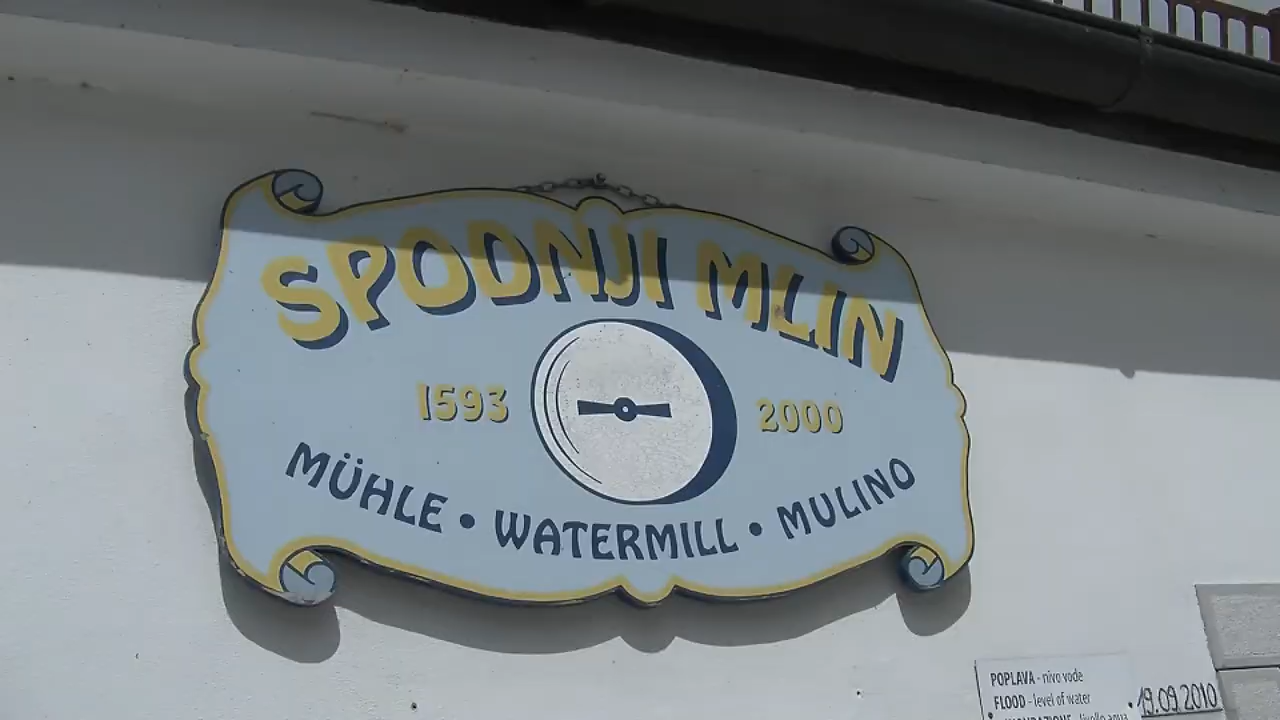 SPODNJI MLIN
1593 2000
MÜHLE • WATERMILL • MULINO
POPLAVA - nivo vode
FLOOD - level of water
19.09.2010